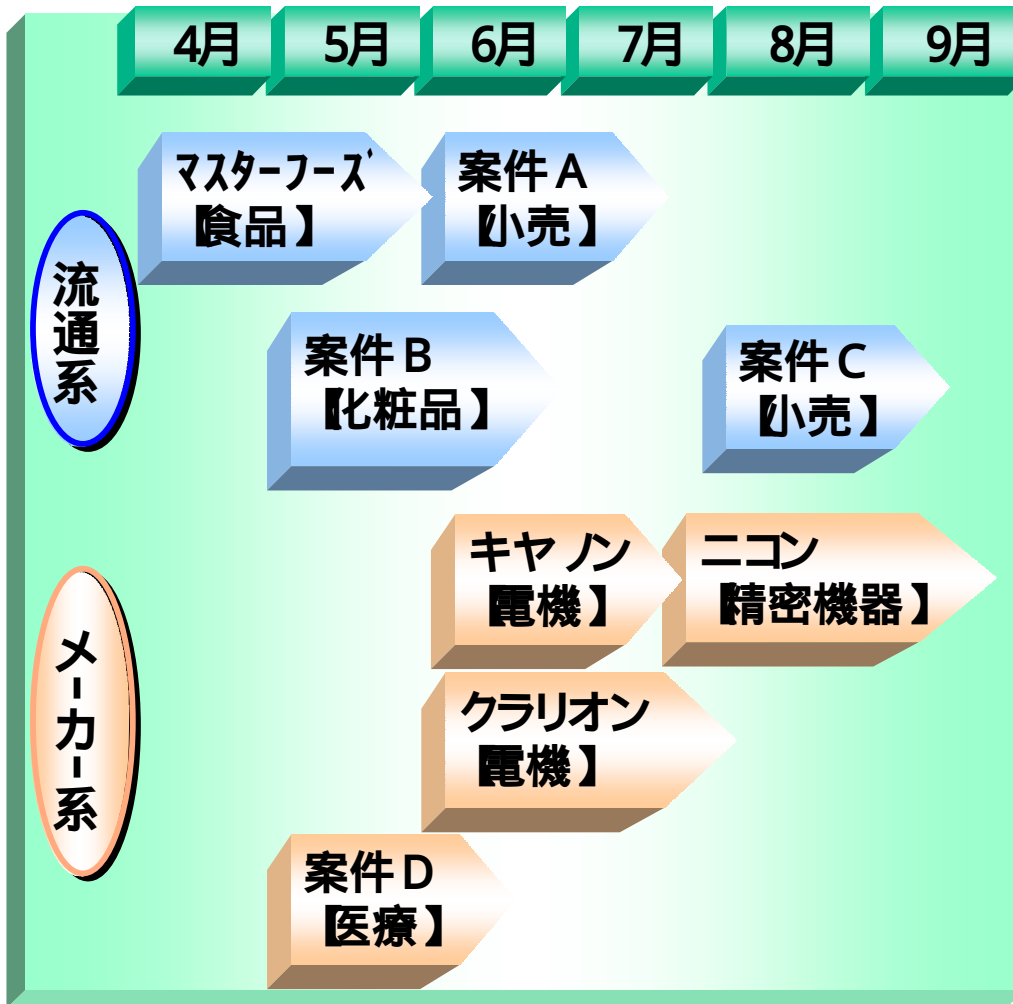 4月 5月 6月 7月 8月 9月
マスターフーズ
【食品】
案件A
【小売】
流通系
案件B
【化粧品】
案件C
【小売】
キヤノン
【電機】
ニコン
【精密機器】
メーカー系
クラリオン
【電機】
案件D
【医療】